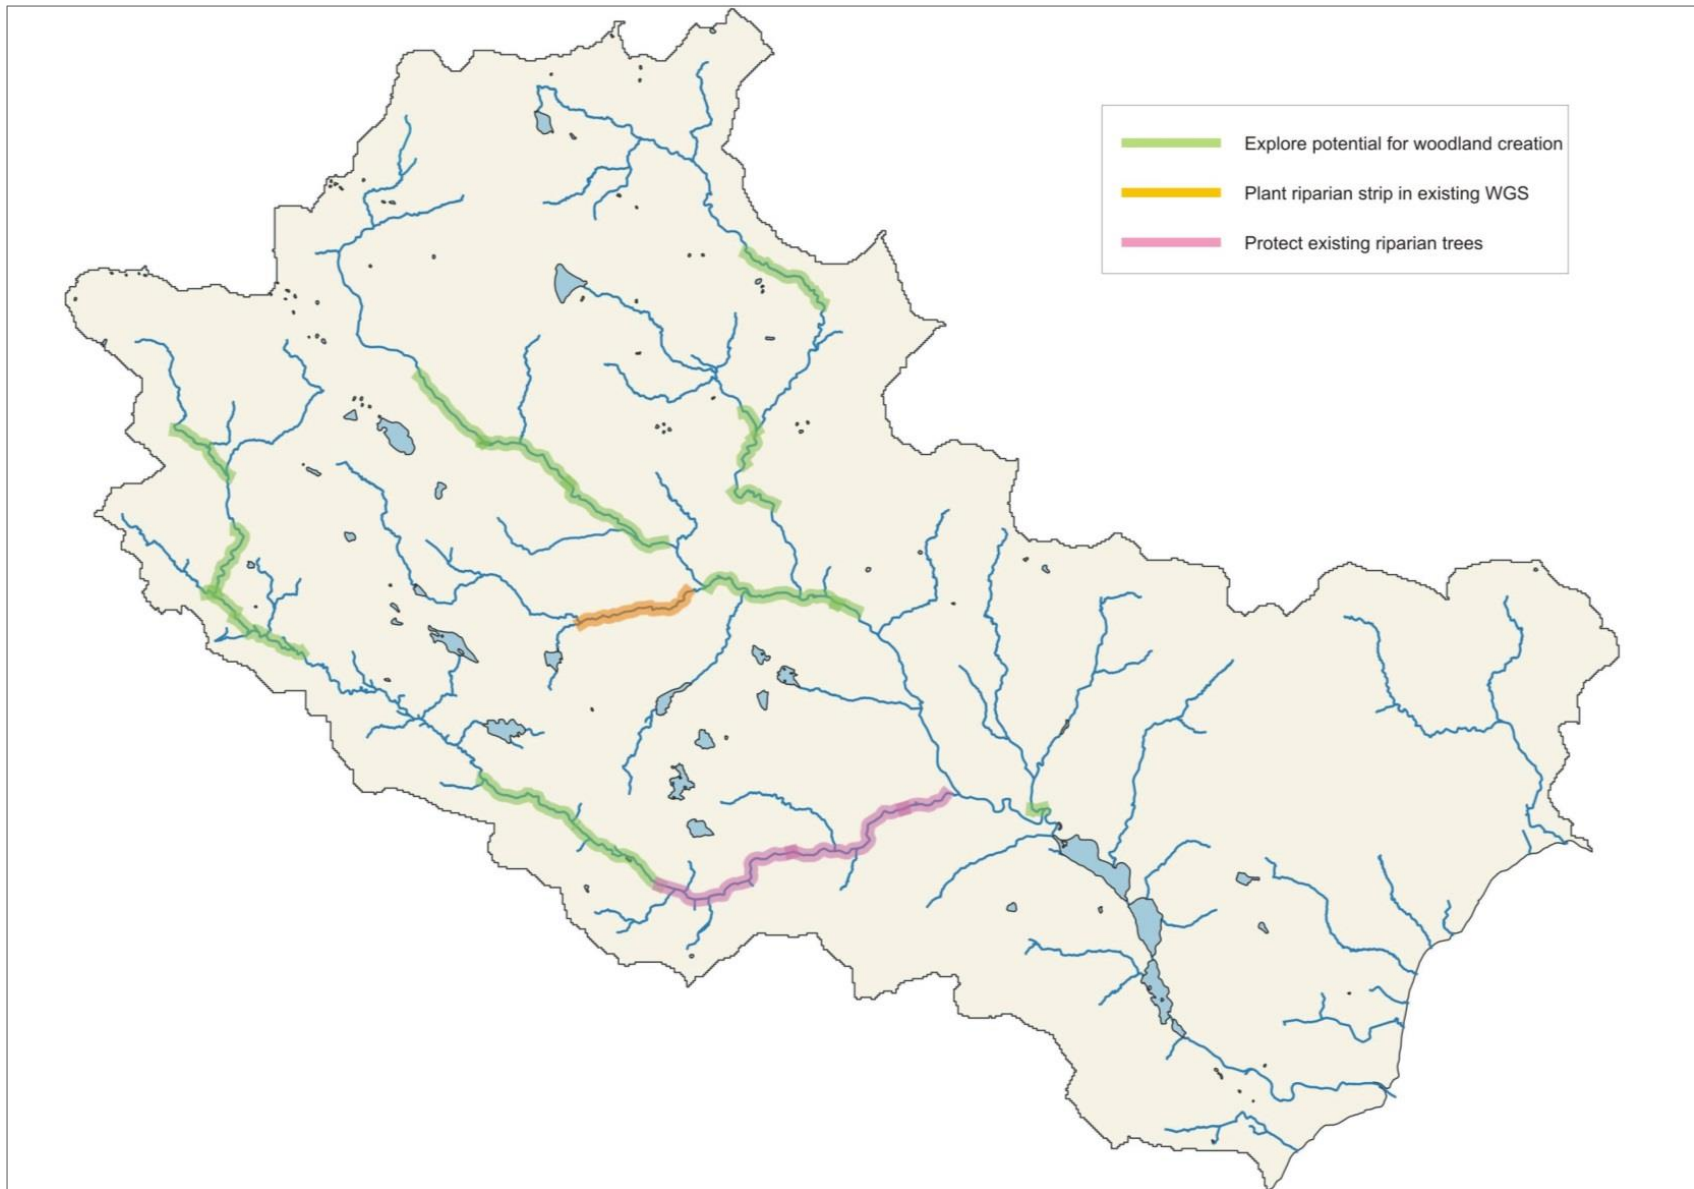 Explore potential for woodland creation
Plant riparian strip in existing WGS
Protect existing riparian trees